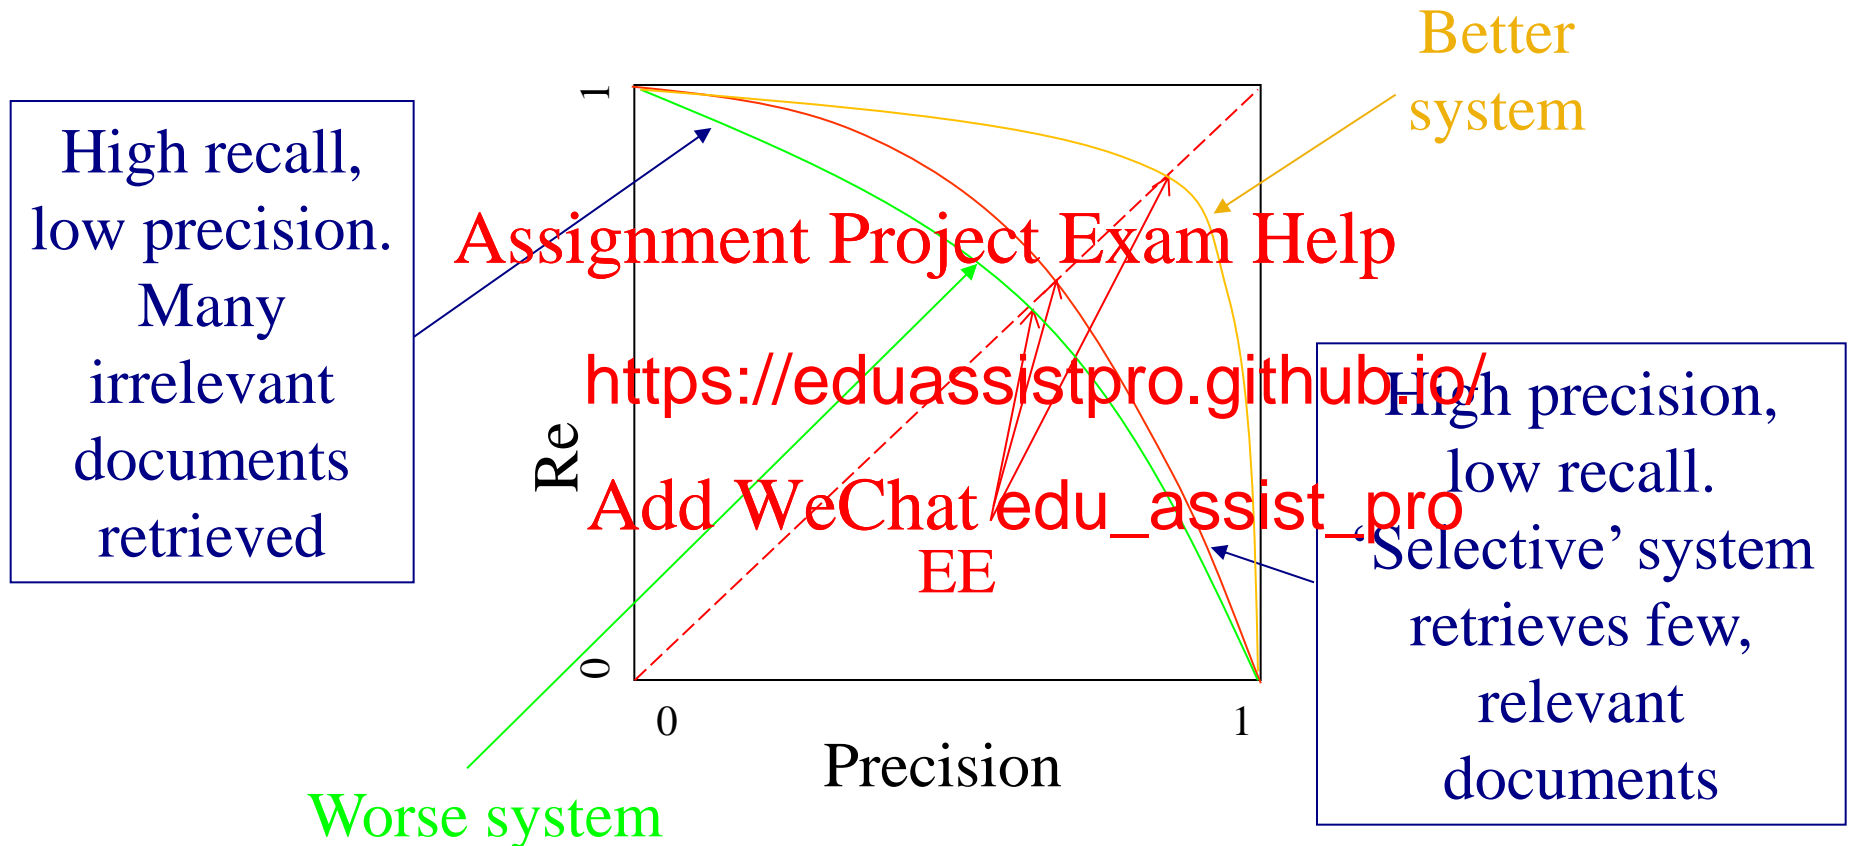 Better
system
High recall,
low precision.
Many
irrelevant
documents
retrieved
1
Assignment Project Exam Help
https://eduassistpro.github.io/
Re
Add WeChat edu_assist_pro
EE
High precision,
low recall.
‘Selective’ system
retrieves few,
relevant
documents
0
0
1
Precision
Worse system